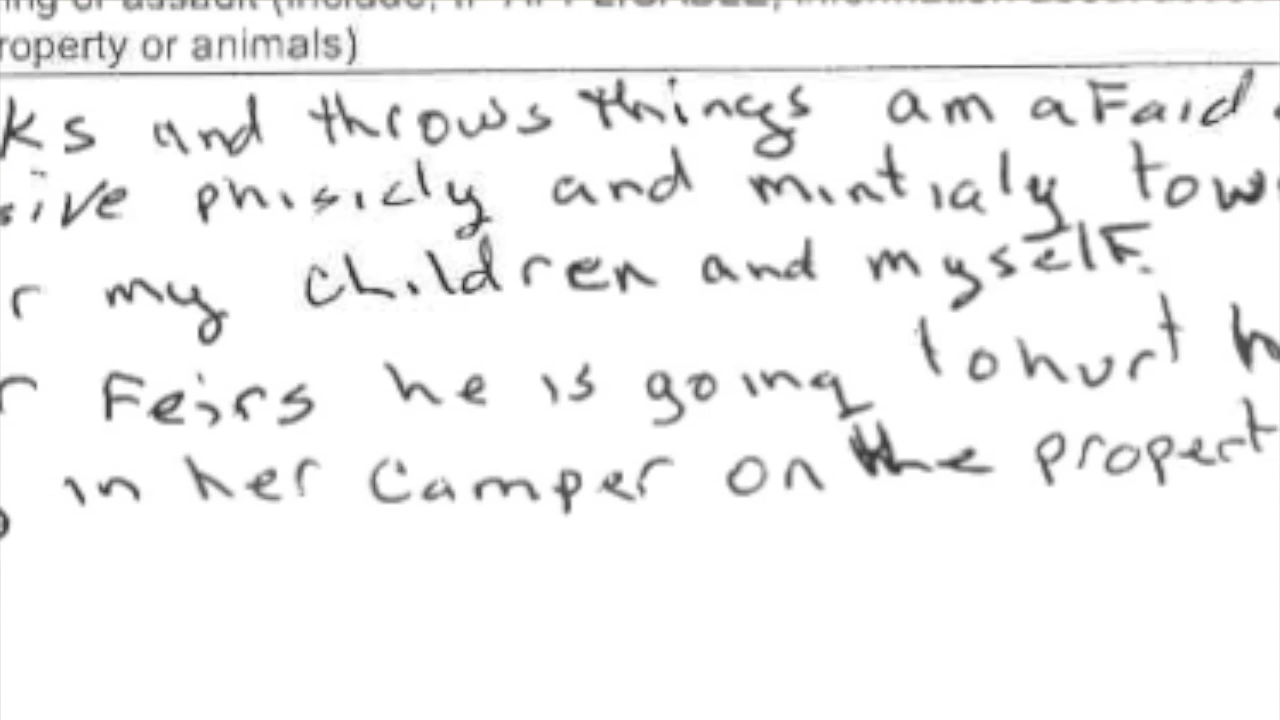 roperty or animals)
ks and throws things am aFaid
sive phisicly and mintialy tow
r my children and myselF.
r Feirs he is going to hurt h
in her Camper on the propert